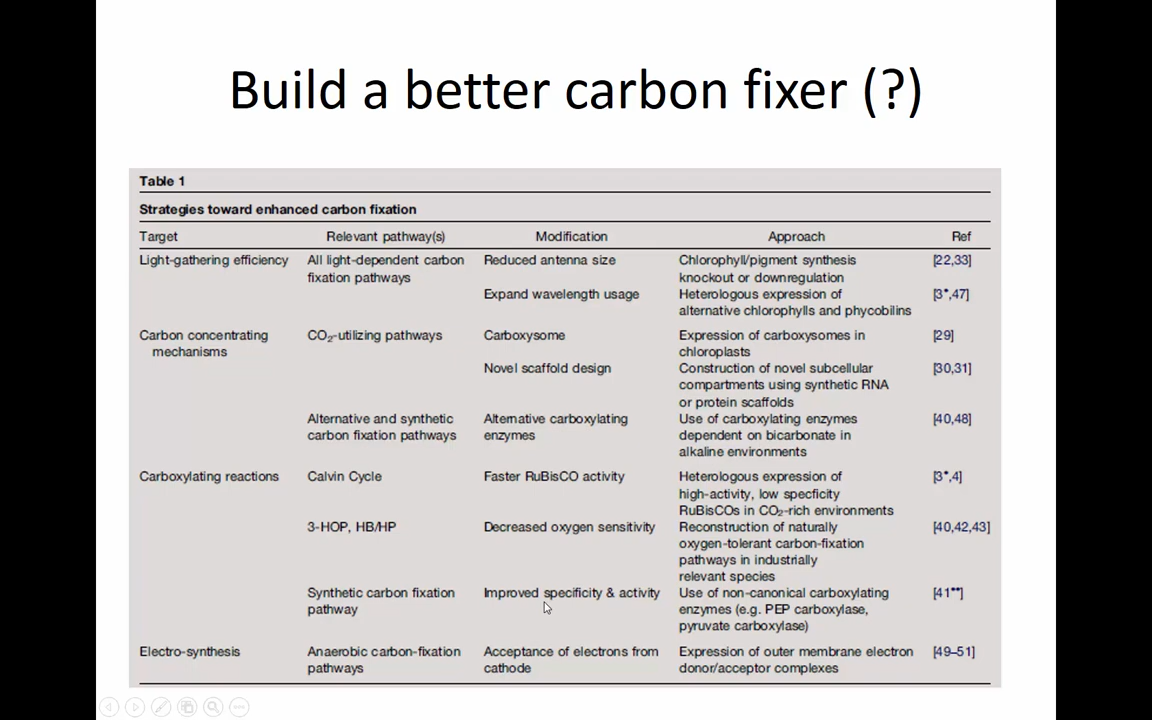 Build a better carbon fixer (?)
Table 1
Strategies toward enhanced carbon fixation
Target Relevant pathway(s) Modification Approach Ref
Light-gathering efficiency All light-dependent carbon Reduced antenna size Chlorophyll/pigment synthesis [22,33]
fixation pathways knockout or downregulation
Expand wavelength usage Heterologous expression of [3•,47]
alternative chlorophylls and phycobilins
Carbon concentrating CO₂-utilizing pathways Carboxysome Expression of carboxysomes in [29]
mechanisms chloroplasts
Novel scaffold design Construction of novel subcellular [30,31]
compartments using synthetic RNA
or protein scaffolds
Alternative and synthetic Alternative carboxylating Use of carboxylating enzymes [40,48]
carbon fixation pathways enzymes dependent on bicarbonate in
alkaline environments
Carboxylating reactions Calvin Cycle Faster RuBisCO activity Heterologous expression of [3•,4]
high-activity, low specficity
RuBisCOs in CO₂-rich environments
3-HOP, HB/HP Decreased oxygen sensitivity Reconstruction of naturally [40,42,43]
oxygen-tolerant carbon-fixation
pathways in industrially
relevant species
Synthetic carbon fixation Improved specificity & activity Use of non-canonical carboxylating [41••]
pathway enzymes (e.g. PEP carboxylase,
pyruvate carboxylase)
Electro-synthesis Anaerobic carbon-fixation Acceptance of electrons from Expression of outer membrane electron [49–51]
pathways cathode donor/acceptor complexes